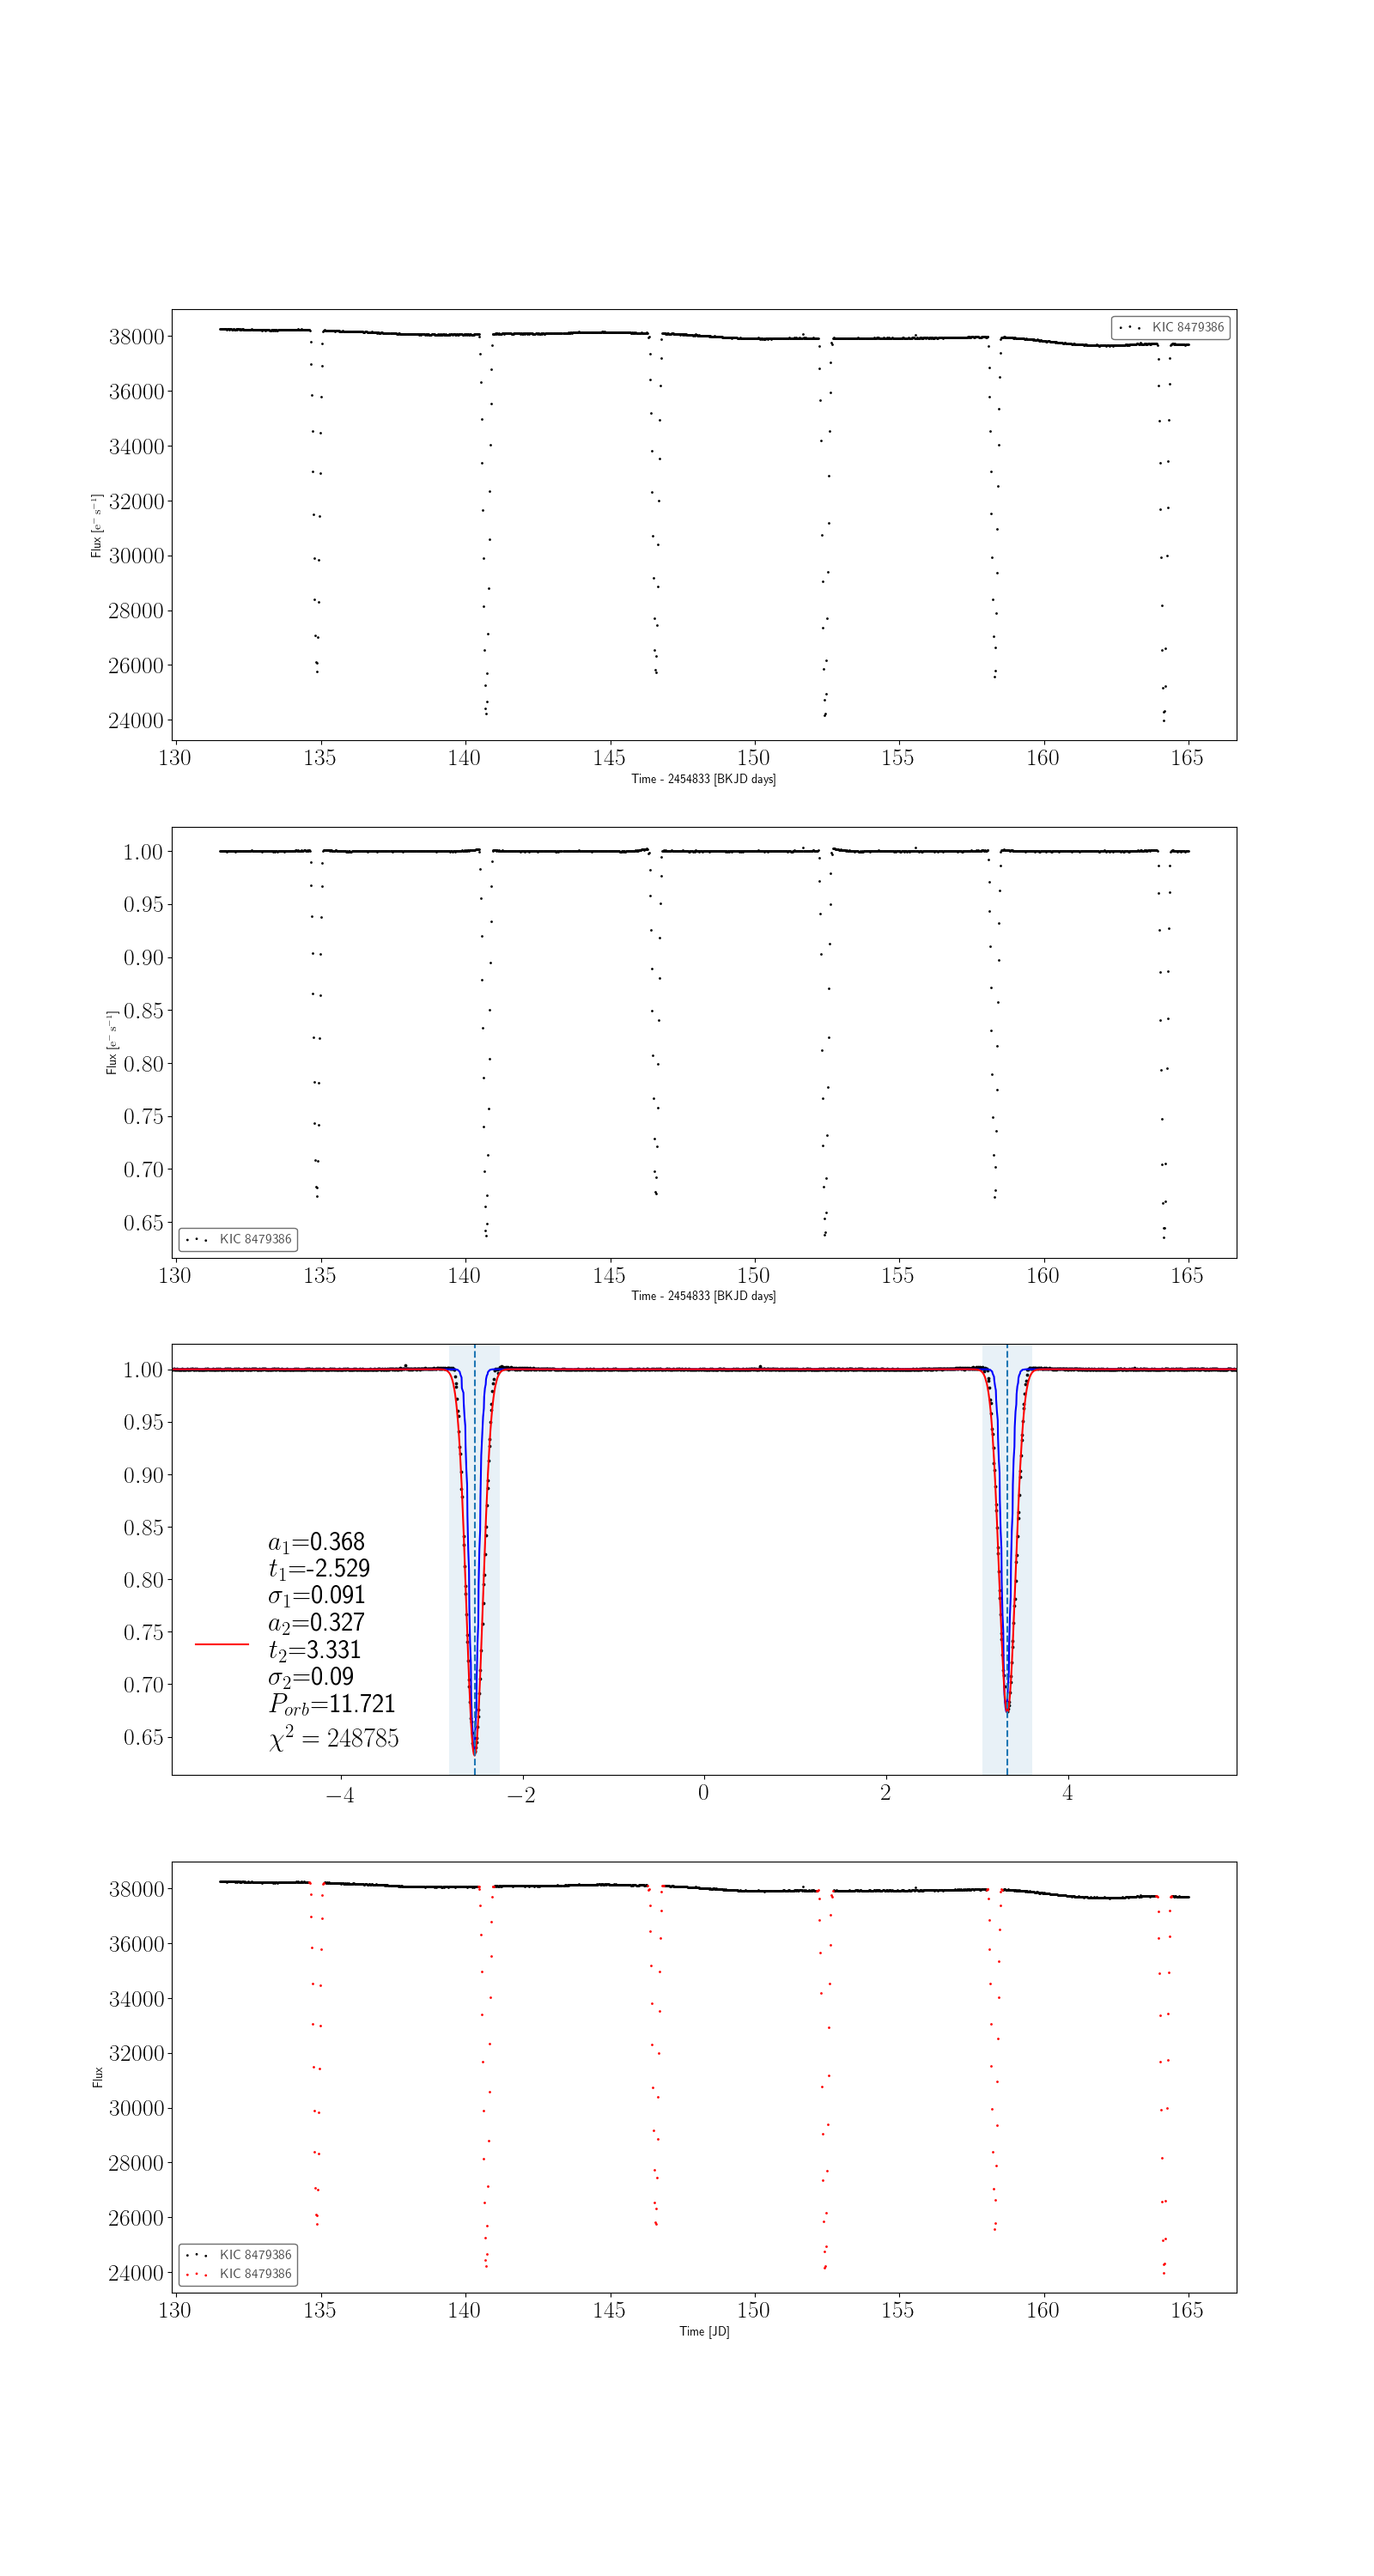 38000
36000
34000
32000
30000
28000
26000
24000
Flux [e⁻ s⁻¹]
KIC 8479386
130 135 140 145 150 155 160 165
Time - 2454833 [BKJD days]
1.00
0.95
0.90
0.85
0.80
0.75
0.70
0.65
Flux [e⁻ s⁻¹]
KIC 8479386
130 135 140 145 150 155 160 165
Time - 2454833 [BKJD days]
1.00
0.95
0.90
0.85
0.80
0.75
0.70
0.65
a₁=0.368
t₁=-2.529
σ₁=0.091
a₂=0.327
t₂=3.331
σ₂=0.09
P_orb=11.721
χ² = 248785
−4 −2 0 2 4
38000
36000
34000
32000
30000
28000
26000
24000
Flux
KIC 8479386
KIC 8479386
130 135 140 145 150 155 160 165
Time [JD]